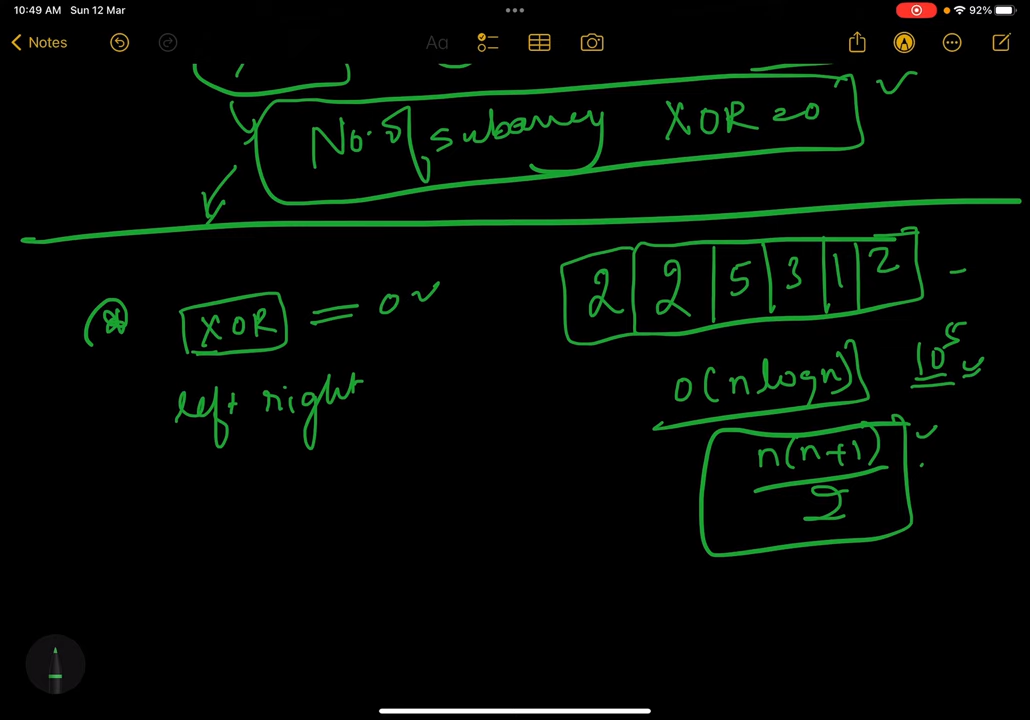 10:49 AM Sun 12 Mar
92%
Notes
Aa
No. of subarray XOR = 0
2 2 5 3 1 2
XOR == 0
left right
O(n logn)
10^5
n(n+1)
2